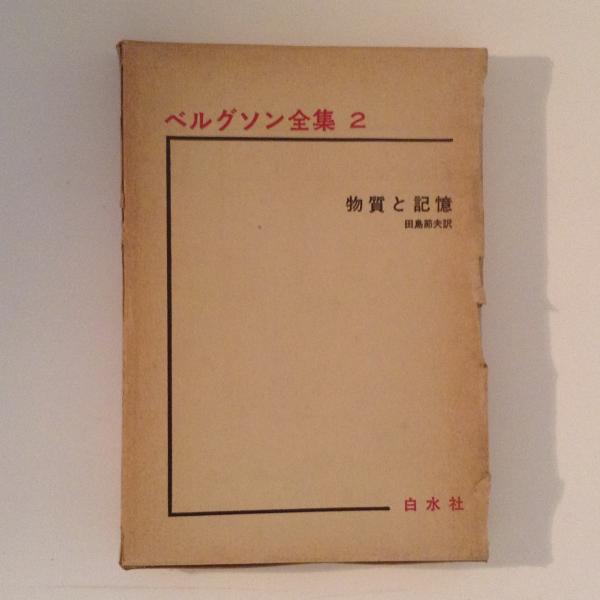 ベルグソン全集 2
物質と記憶
田島節夫訳
白水社